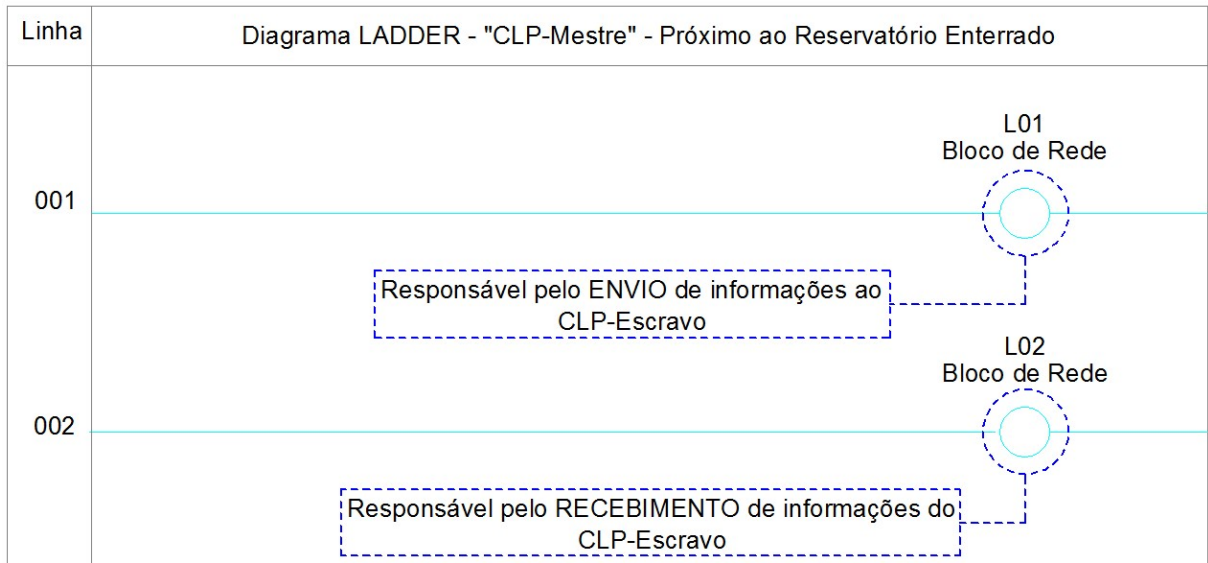 Linha
Diagrama LADDER - "CLP-Mestre" - Próximo ao Reservatório Enterrado
L01
Bloco de Rede
001
Responsável pelo ENVIO de informações ao
CLP-Escravo
L02
Bloco de Rede
002
Responsável pelo RECEBIMENTO de informações do
CLP-Escravo